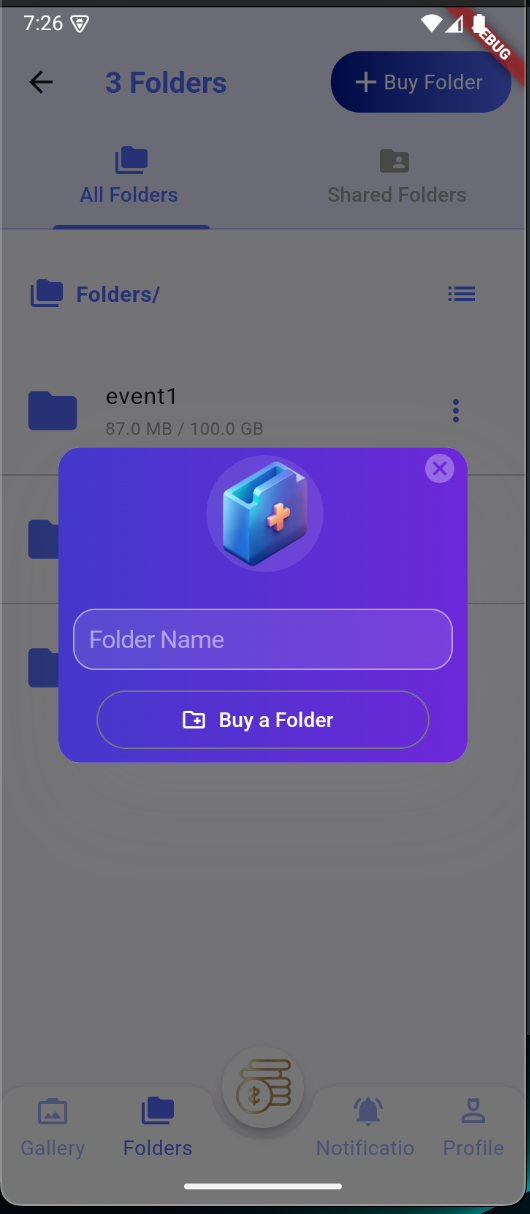 7:26
3 Folders
Buy Folder
All Folders
Shared Folders
Folders/
event1
87.0 MB / 100.0 GB
Folder Name
Buy a Folder
Gallery
Folders
Notificatio
Profile